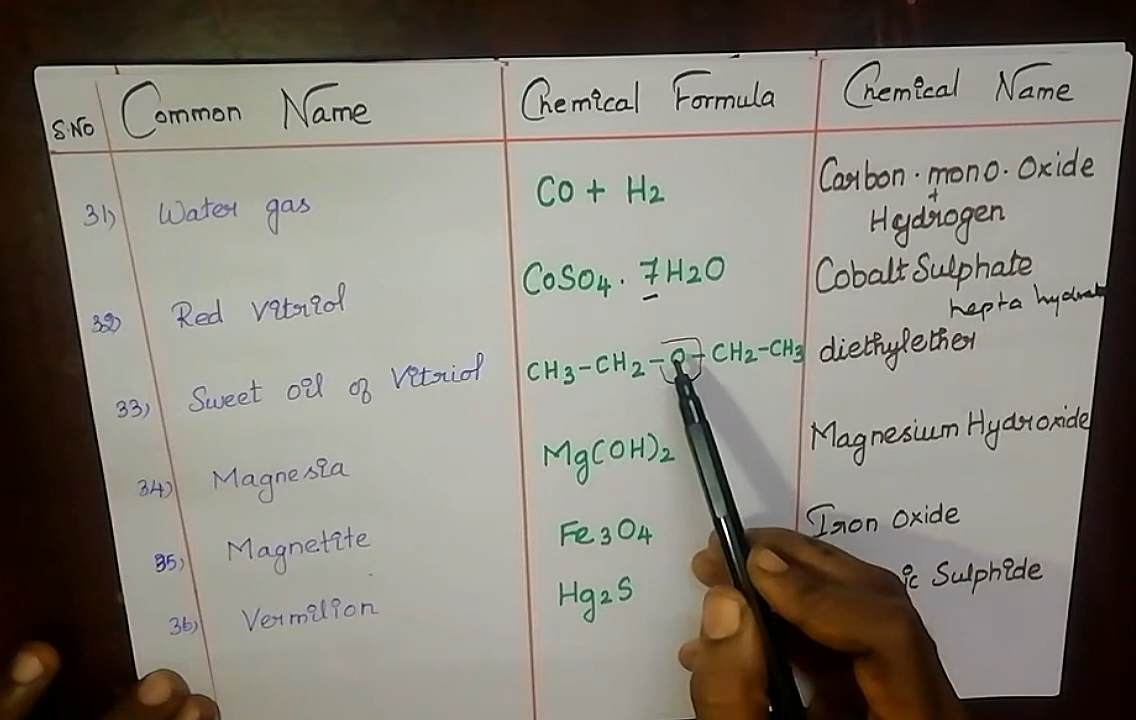 S.NO Common Name Chemical Formula Chemical Name
31) Water gas CO + H2 Carbon.mono.Oxide
+
Hydrogen
32) Red Vitriol CoSO4. 7H2O Cobalt Sulphate
hepta hydrate
33) Sweet oil of Vitriol CH3-CH2-O-CH2-CH3 diethylether
34) Magnesia Mg(OH)2 Magnesium Hydroxide
35) Magnetite Fe3O4 Iron Oxide
36) Vermilion Hg2S ic Sulphide